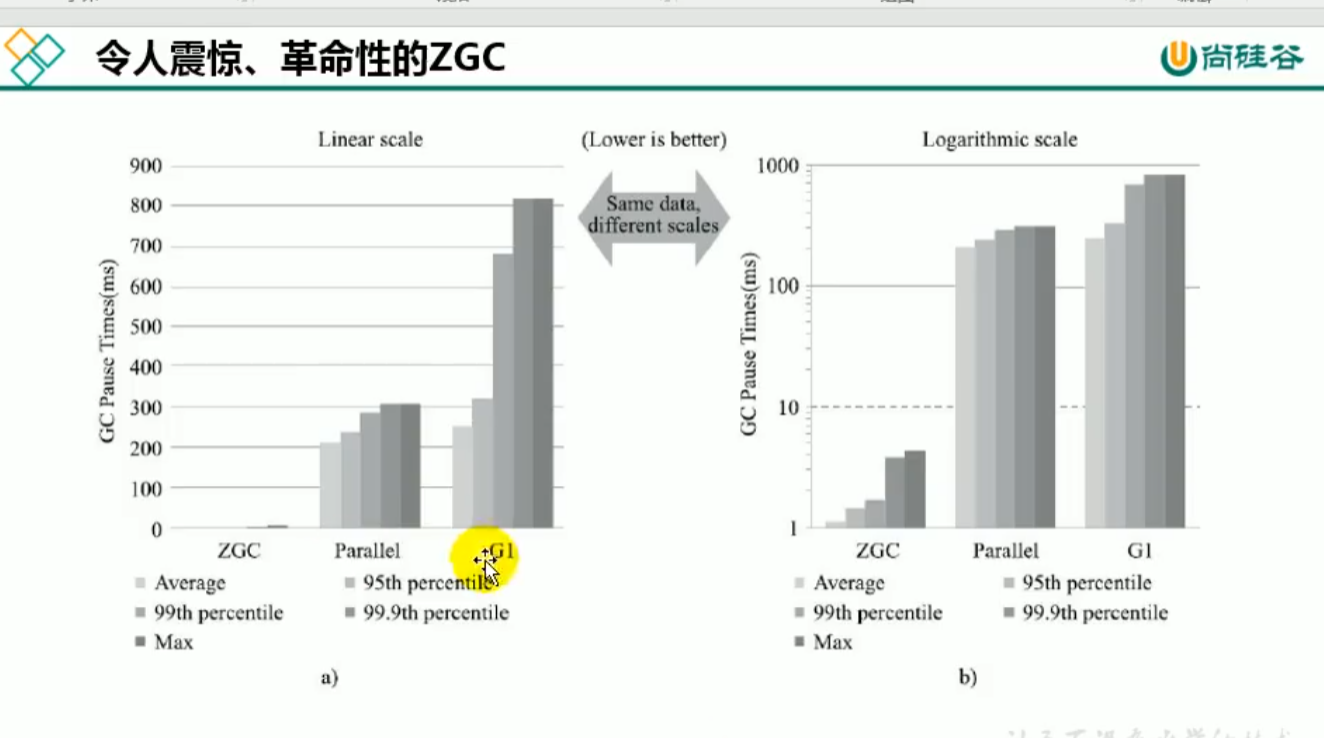 令人震惊、革命性的ZGC
尚硅谷
Linear scale
(Lower is better)
Logarithmic scale
Same data,
different scales
GC Pause Times(ms)
900
800
700
600
500
400
300
200
100
0
ZGC Parallel G1
Average 95th percentile
99th percentile 99.9th percentile
Max
a)
GC Pause Times(ms)
1000
100
10
1
ZGC Parallel G1
Average 95th percentile
99th percentile 99.9th percentile
Max
b)